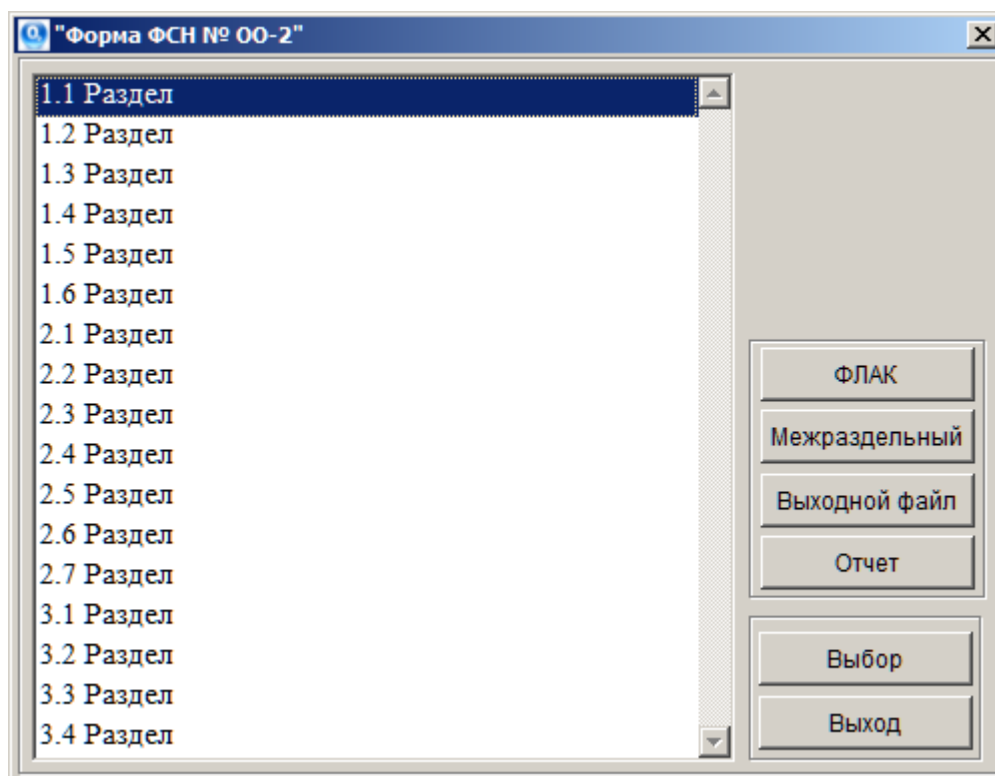 "Форма ФСН № ОО-2"
1.1 Раздел
1.2 Раздел
1.3 Раздел
1.4 Раздел
1.5 Раздел
1.6 Раздел
2.1 Раздел
2.2 Раздел
2.3 Раздел
2.4 Раздел
2.5 Раздел
2.6 Раздел
2.7 Раздел
3.1 Раздел
3.2 Раздел
3.3 Раздел
3.4 Раздел
ФЛАК
Межраздельный
Выходной файл
Отчет
Выбор
Выход